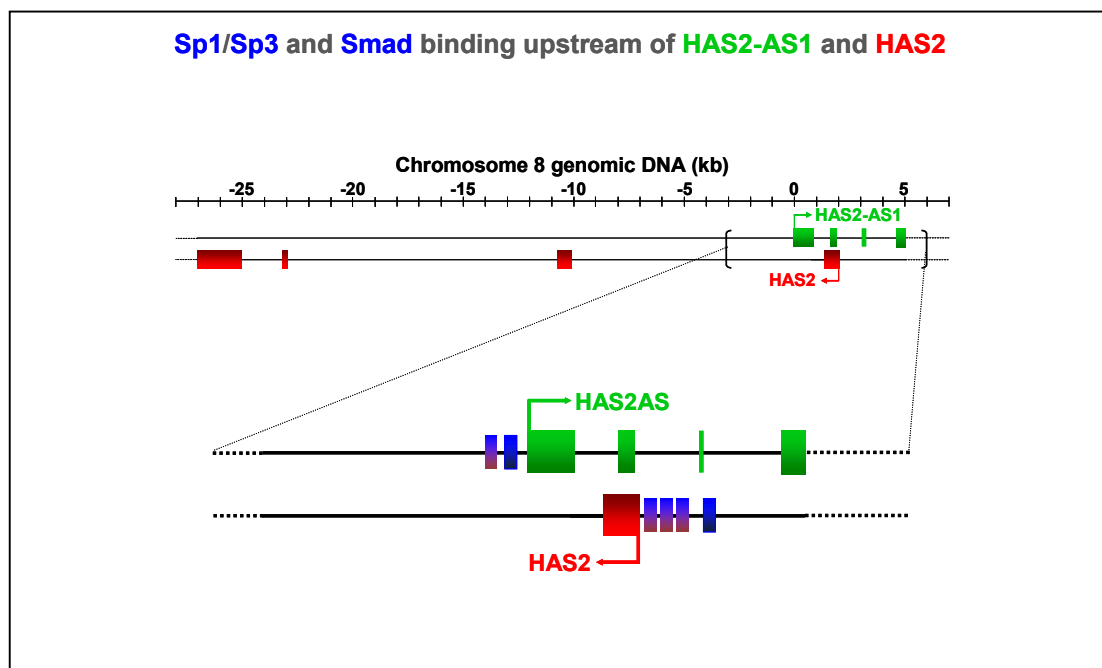 Sp1/Sp3 and Smad binding upstream of HAS2-AS1 and HAS2
Chromosome 8 genomic DNA (kb)
-25 -20 -15 -10 -5 0 5
HAS2-AS1
HAS2
HAS2AS
HAS2